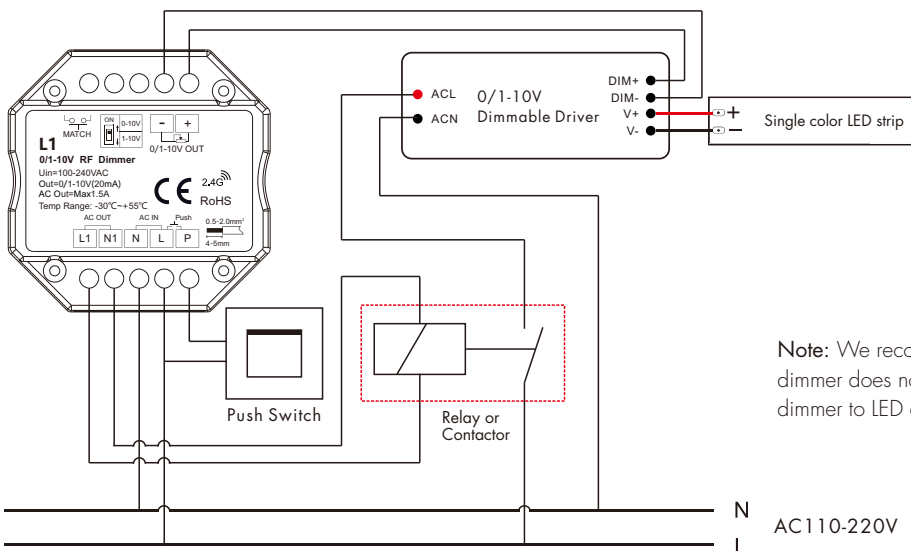 MATCH
ON
0-10V
1-10V
- +
0/1-10V OUT
L1
0/1-10V RF Dimmer
Uin=100-240VAC
Out=0/1-10V(20mA)
AC Out=Max1.5A
Temp Range: -30℃~+55℃
CE
2.4G
RoHS
AC OUT AC IN Push
L1 N1 N L P
0.5-2.0mm²
4-5mm
ACL
ACN
0/1-10V
Dimmable Driver
DIM+
DIM-
V+
V-
+
−
Single color LED strip
Push Switch
Relay or
Contactor
Note: We reco
dimmer does no
dimmer to LED
N
AC110-220V
L